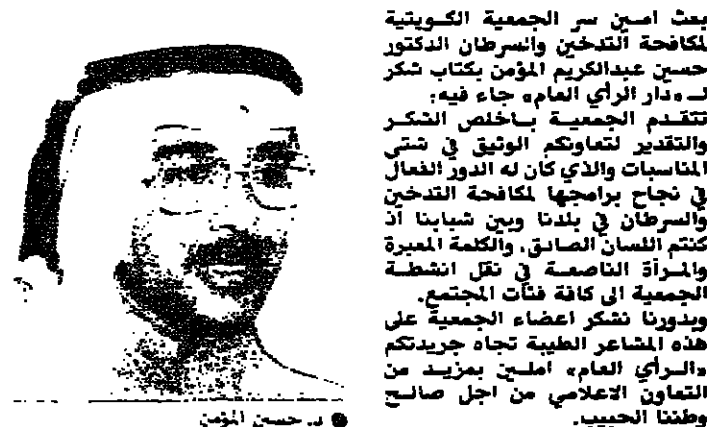 بعث امين سر الجمعية الكويتية
لمكافحة التدخين والسرطان الدكتور
حسين عبدالكريم المؤمن بكتاب شكر
لـ «دار الرأي العام» جاء فيه:
تتقدم الجمعية باخلص الشكر
والتقدير لتعاونكم الوثيق في شتى
المناسبات والذي كان له الدور الفعال
في نجاح برامجها لمكافحة التدخين
والسرطان في بلدنا وبين شبابنا أذ
كنتم اللسان الصادق، والكلمة المعبرة
والمرآة الناصعة في نقل انشطة
الجمعية الى كافة فئات المجتمع.
وبدورنا نشكر اعضاء الجمعية على
هذه المشاعر الطيبة تجاه جريدتكم
«الرأي العام» املين بمزيد من
التعاون الاعلامي من اجل صالح
وطننا الحبيب.
● د. حسين المؤمن